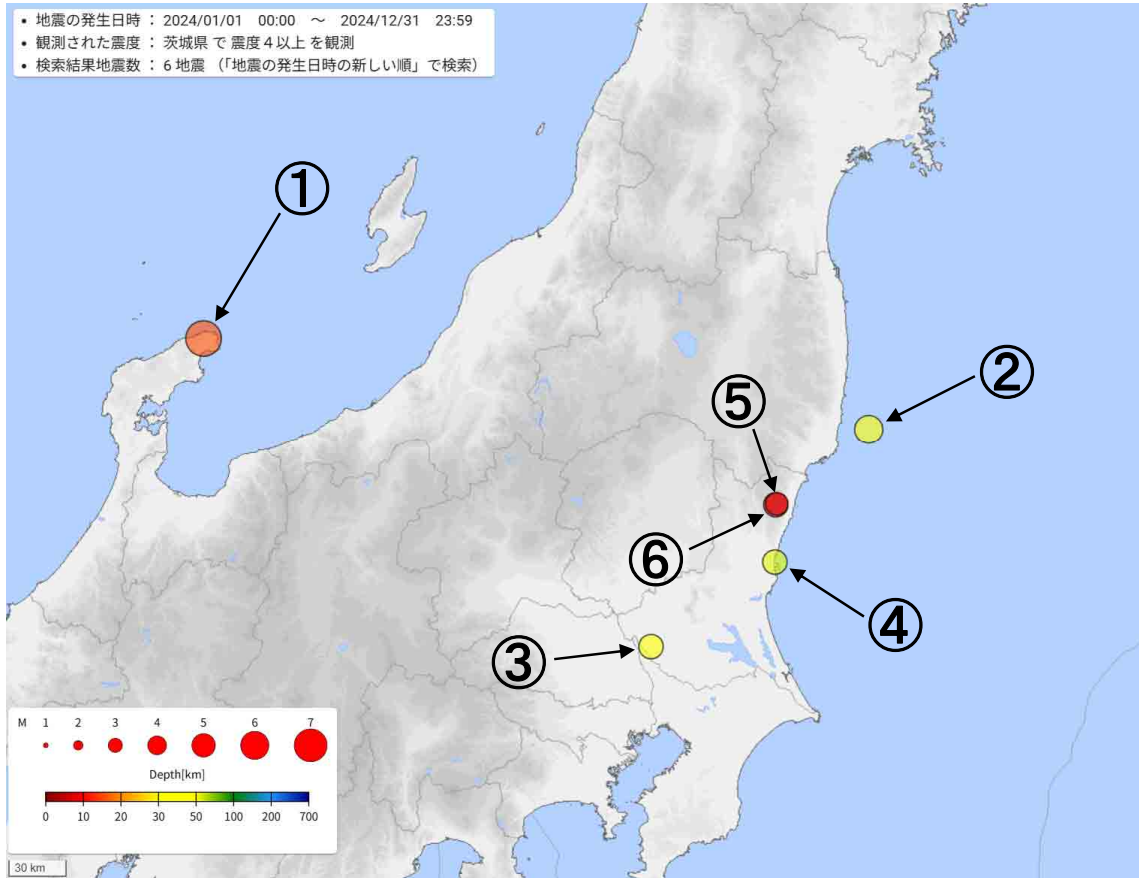 • 地震の発生日時 ： 2024/01/01 00:00 ～ 2024/12/31 23:59
• 観測された震度 ： 茨城県 で 震度４以上 を観測
• 検索結果地震数 ： 6 地震 （「地震の発生日時の新しい順」で検索）
①
②
⑤
⑥
④
③
M 1 2 3 4 5 6 7
Depth[km]
0 10 20 30 50 100 200 700
30 km